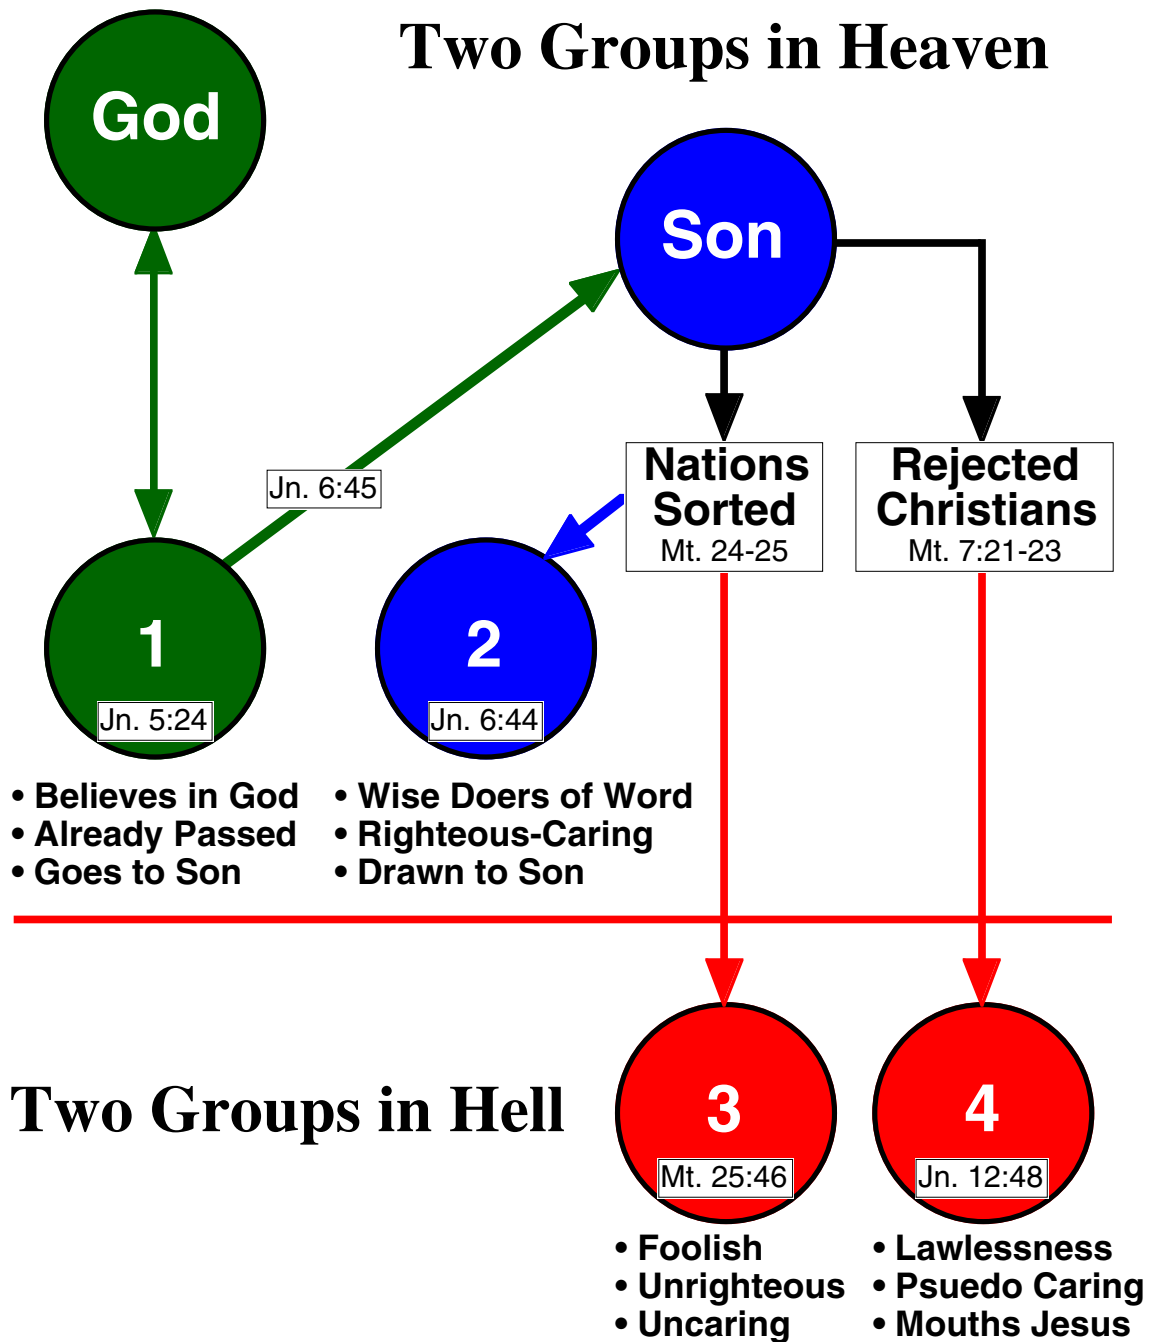 Two Groups in Heaven
God
Son
Jn. 6:45
Nations
Sorted
Mt. 24-25
Rejected
Christians
Mt. 7:21-23
1
Jn. 5:24
2
Jn. 6:44
• Believes in God
• Already Passed
• Goes to Son
• Wise Doers of Word
• Righteous-Caring
• Drawn to Son
Two Groups in Hell
3
Mt. 25:46
4
Jn. 12:48
• Foolish
• Unrighteous
• Uncaring
• Lawlessness
• Psuedo Caring
• Mouths Jesus